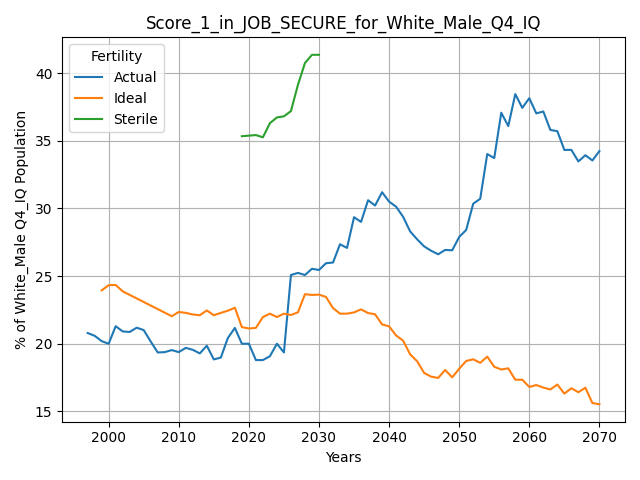 Score_1_in_JOB_SECURE_for_White_Male_Q4_IQ
Fertility
Actual
Ideal
Sterile
% of White_Male Q4_IQ Population
40
35
30
25
20
15
2000
2010
2020
2030
2040
2050
2060
2070
Years